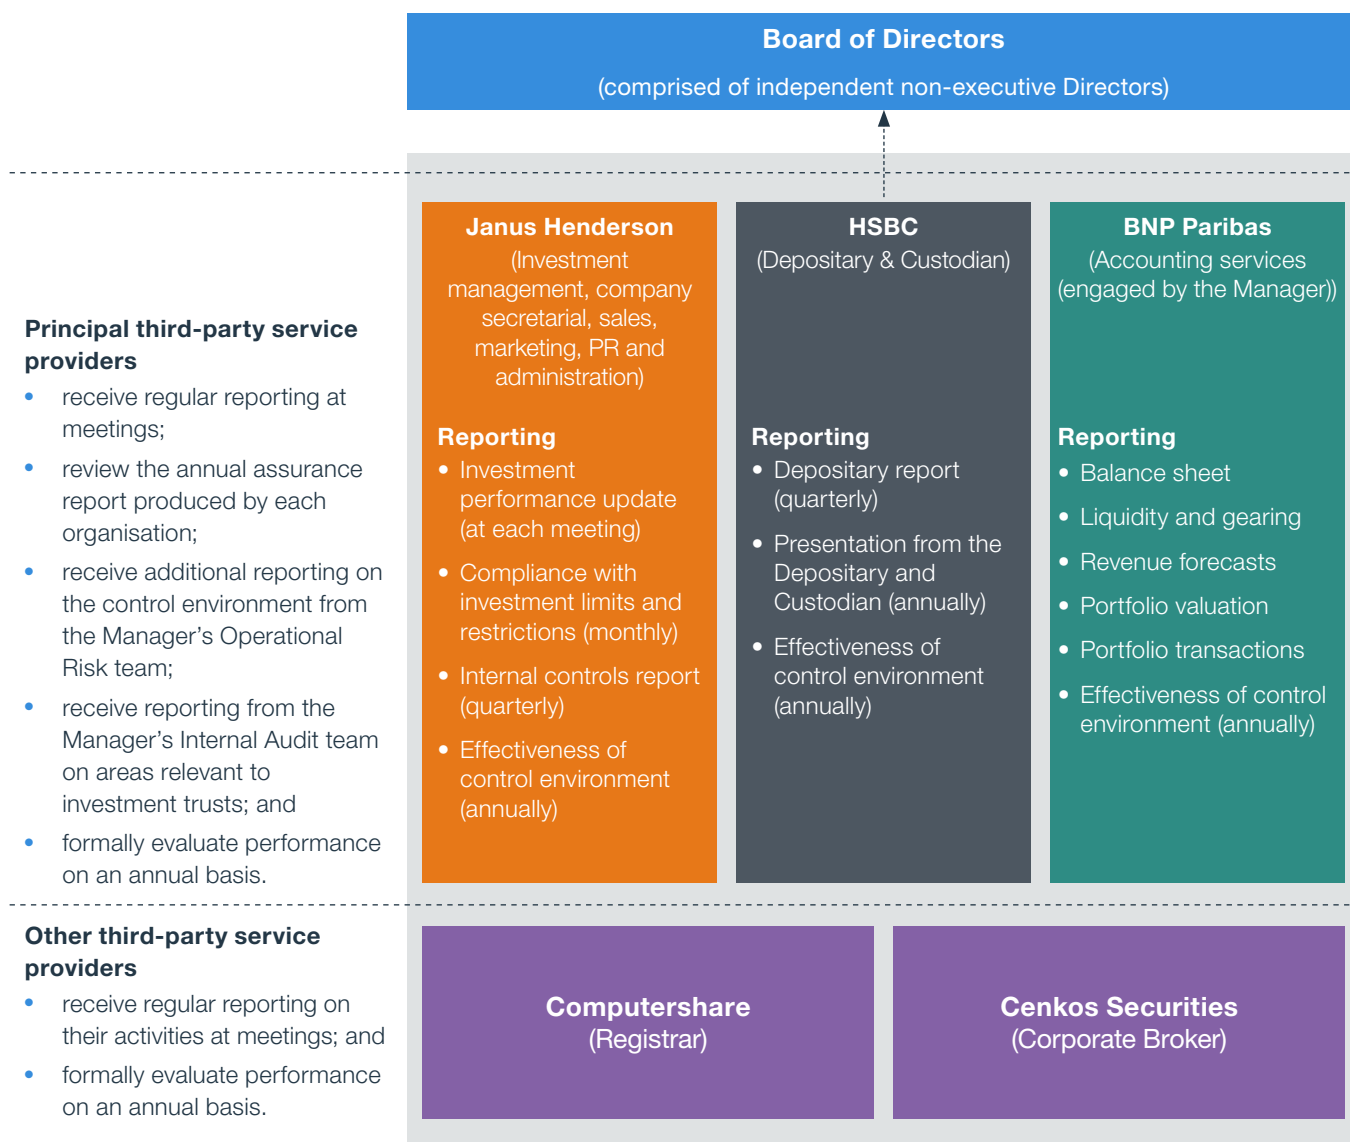 Board of Directors
(comprised of independent non-executive Directors)
Principal third-party service
providers
• receive regular reporting at
meetings;
• review the annual assurance
report produced by each
organisation;
• receive additional reporting on
the control environment from
the Manager’s Operational
Risk team;
• receive reporting from the
Manager’s Internal Audit team
on areas relevant to
investment trusts; and
• formally evaluate performance
on an annual basis.
Janus Henderson
(Investment
management, company
secretarial, sales,
marketing, PR and
administration)
Reporting
• Investment
performance update
(at each meeting)
• Compliance with
investment limits and
restrictions (monthly)
• Internal controls report
(quarterly)
• Effectiveness of
control environment
(annually)
HSBC
(Depositary & Custodian)
Reporting
• Depositary report
(quarterly)
• Presentation from the
Depositary and
Custodian (annually)
• Effectiveness of
control environment
(annually)
BNP Paribas
(Accounting services
(engaged by the Manager))
Reporting
• Balance sheet
• Liquidity and gearing
• Revenue forecasts
• Portfolio valuation
• Portfolio transactions
• Effectiveness of control
environment (annually)
Other third-party service
providers
• receive regular reporting on
their activities at meetings; and
• formally evaluate performance
on an annual basis.
Computershare
(Registrar)
Cenkos Securities
(Corporate Broker)